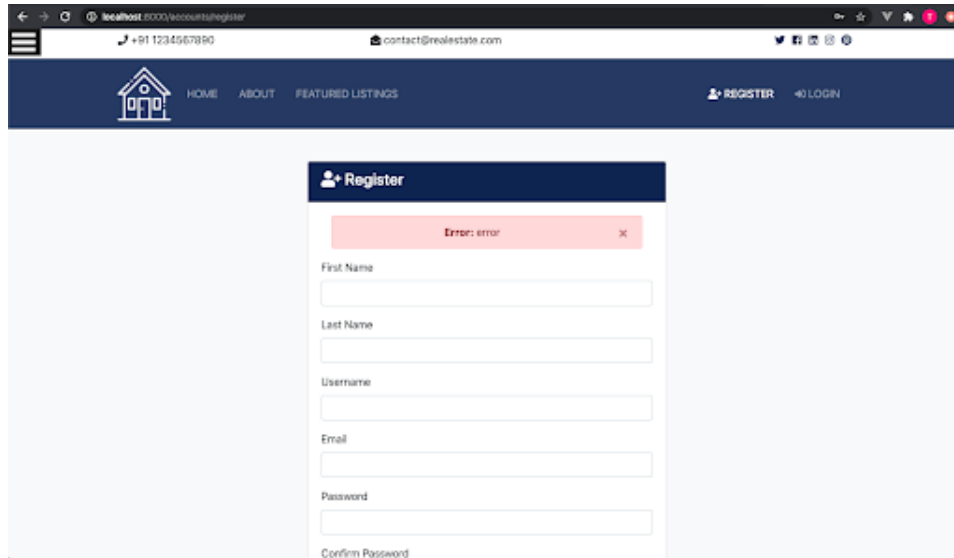 localhost:8000/accounts/register
+91 1234567890 contact@realestate.com
HOME ABOUT FEATURED LISTINGS REGISTER LOGIN
Register
Error: error ×
First Name
Last Name
Username
Email
Password
Confirm Password